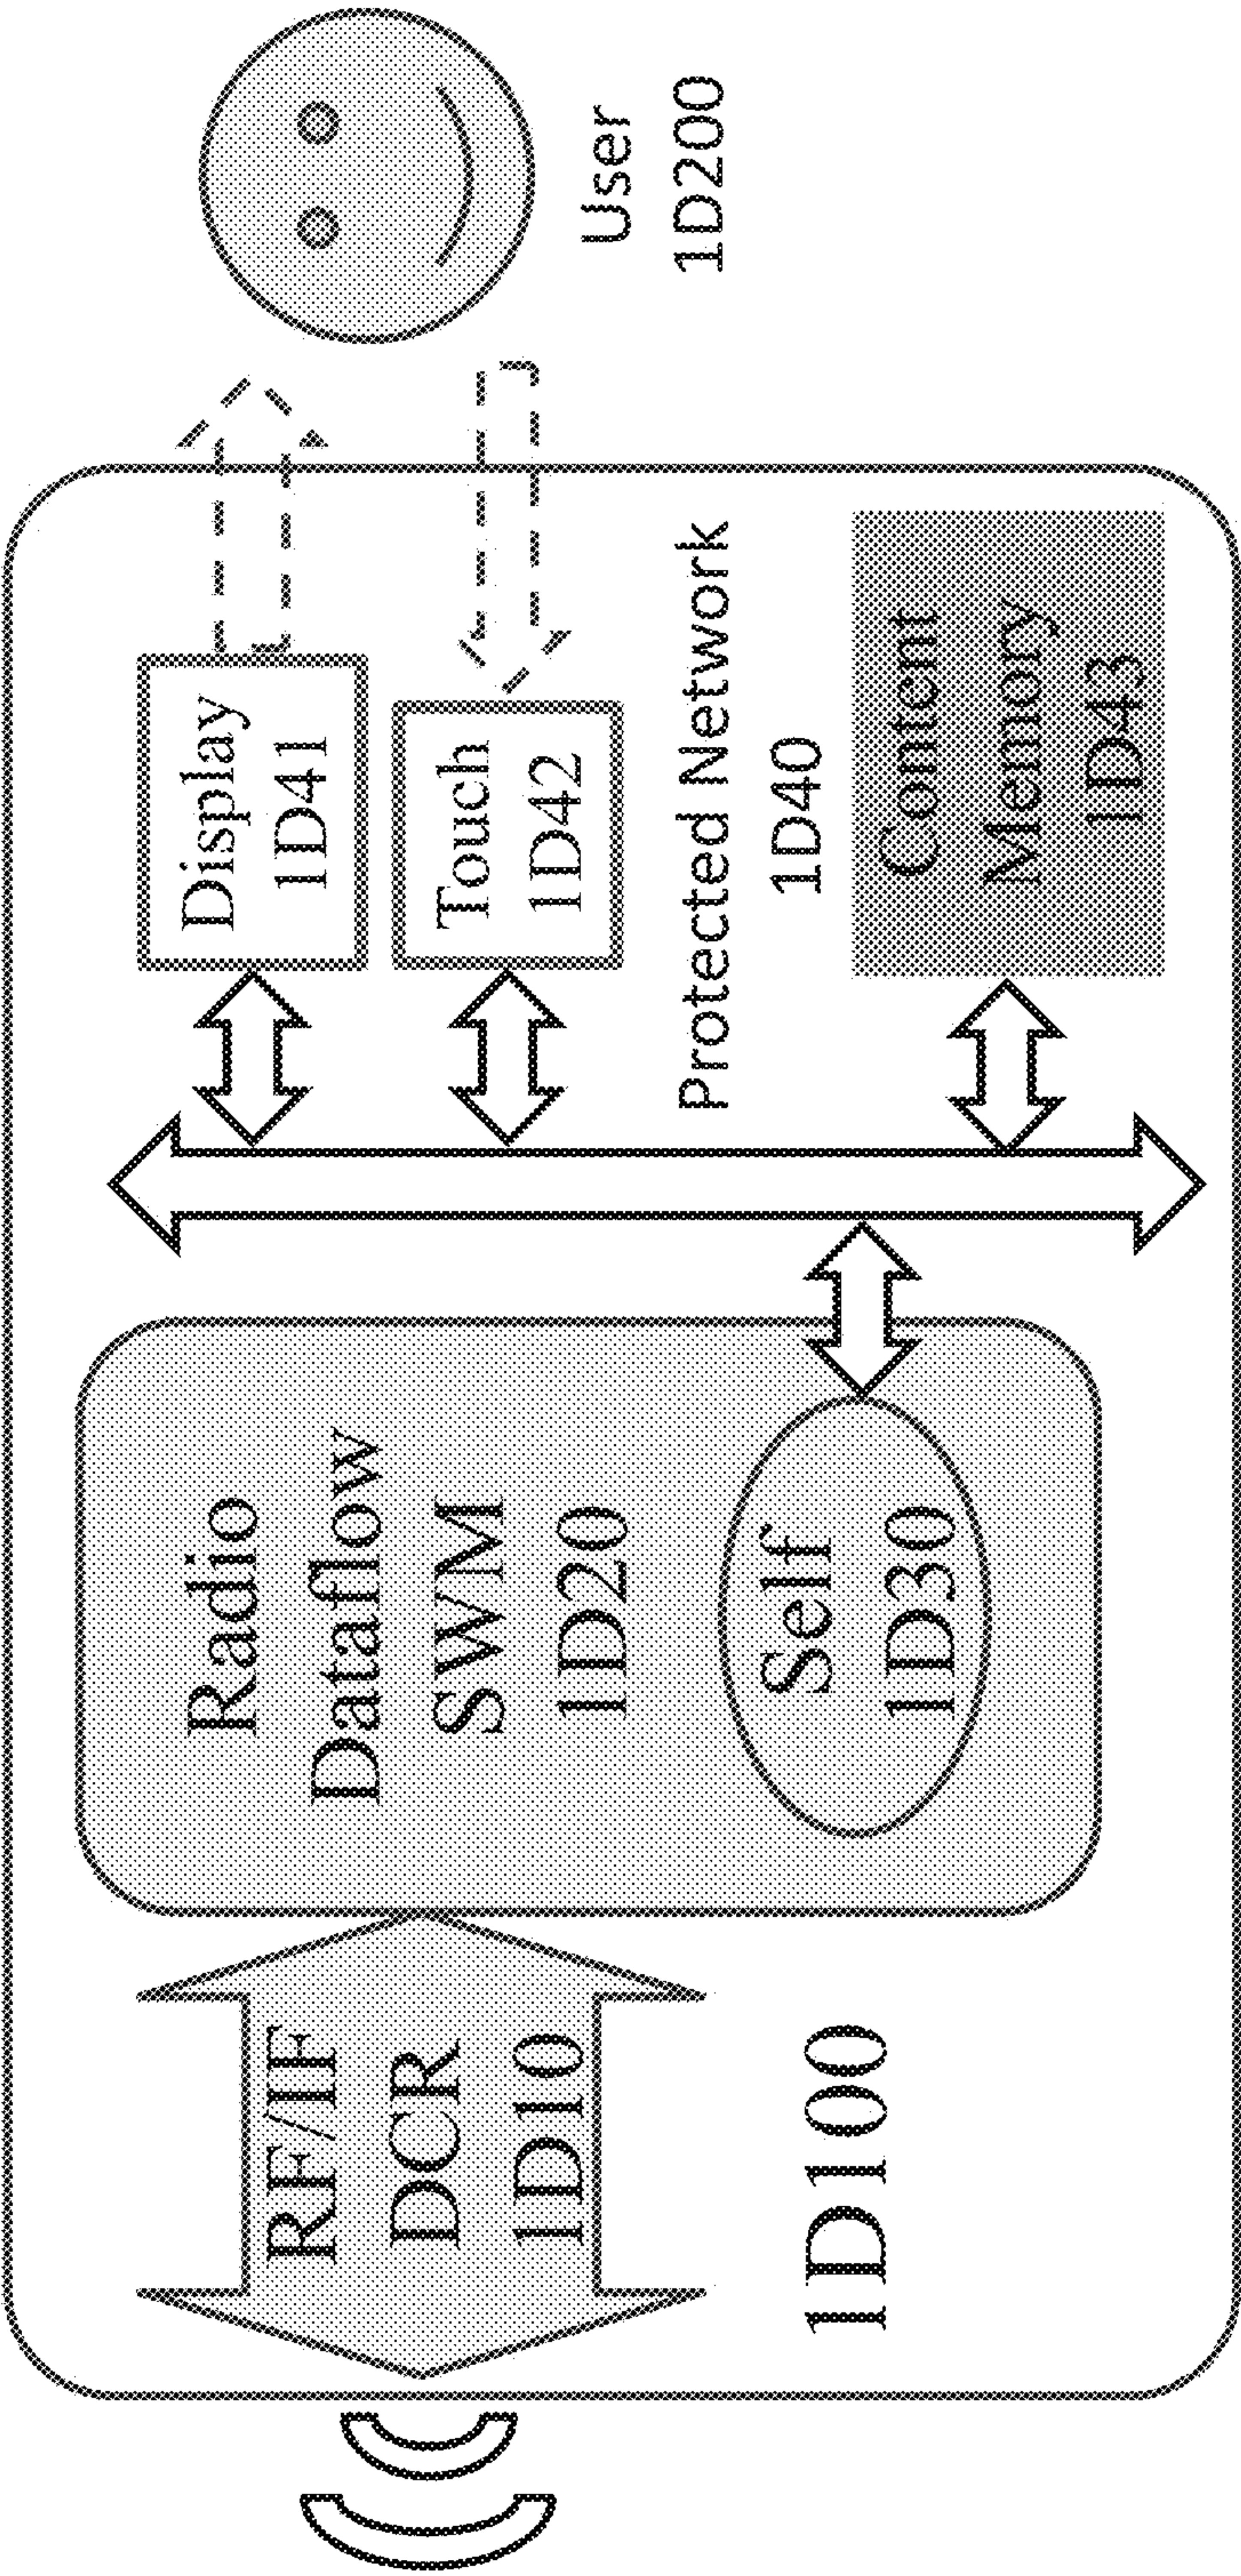 RF/IF
DCR
1D10
1D100
Radio
Dataflow
SWM
1D20
Self
1D30
Display
1D41
Touch
1D42
Protected Network
1D40
Content
Memory
1D43
User
1D200